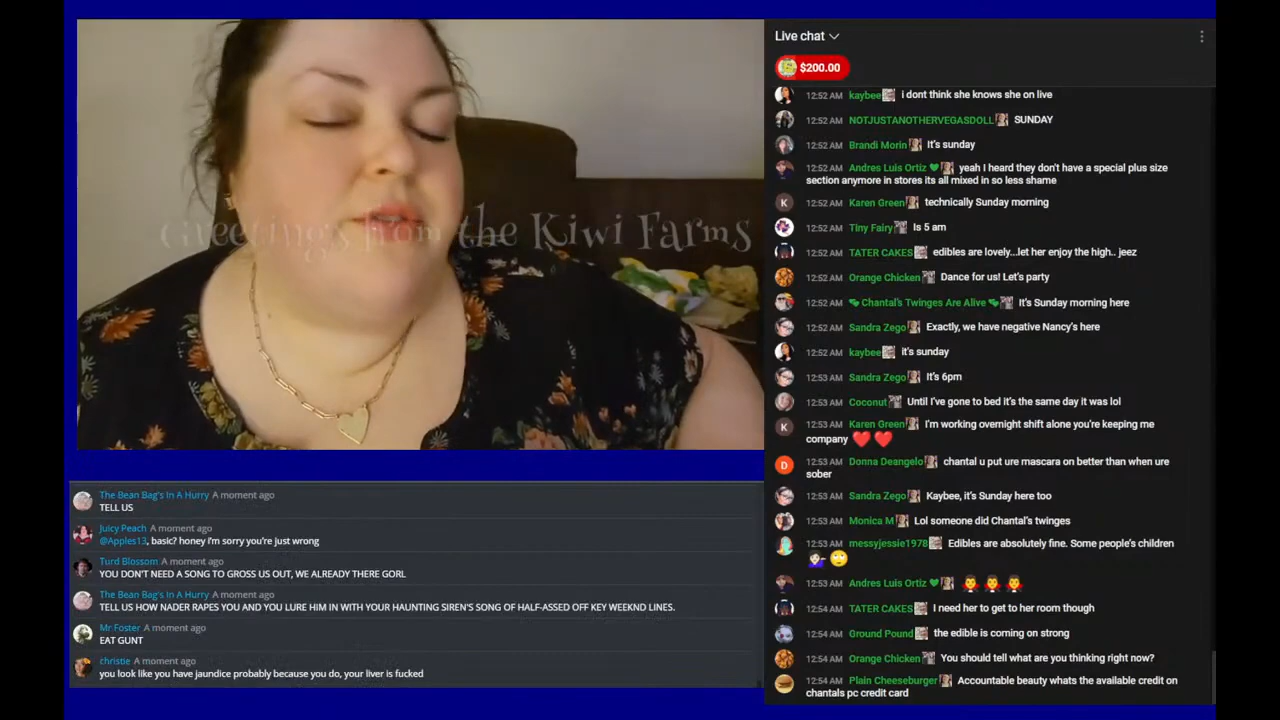 Greetings from the Kiwi Farms
The Bean Bag's In A Hurry A moment ago
TELL US
Juicy Peach A moment ago
@Apples13, basic? honey i'm sorry you're just wrong
Turd Blossom A moment ago
YOU DON'T NEED A SONG TO GROSS US OUT, WE ALREADY THERE GORL
The Bean Bag's In A Hurry A moment ago
TELL US HOW NADER RAPES YOU AND YOU LURE HIM IN WITH YOUR HAUNTING SIREN'S SONG OF HALF-ASSED OFF KEY WEEKND LINES.
Mr Foster A moment ago
EAT GUNT
christie A moment ago
you look like you have jaundice probably because you do, your liver is fucked
Live chat
$200.00
12:52 AM kaybee i dont think she knows she on live
12:52 AM NOTJUSTANOTHERVEGASDOLL SUNDAY
12:52 AM Brandi Morin It's sunday
12:52 AM Andres Luis Ortiz 💚 yeah I heard they don't have a special plus size
section anymore in stores its all mixed in so less shame
K 12:52 AM Karen Green technically Sunday morning
12:52 AM Tiny Fairy Is 5 am
12:52 AM TATER CAKES edibles are lovely...let her enjoy the high.. jeez
12:52 AM Orange Chicken Dance for us! Let's party
12:52 AM Chantal's Twinges Are Alive It's Sunday morning here
12:52 AM Sandra Zego Exactly, we have negative Nancy's here
12:52 AM kaybee it's sunday
12:53 AM Sandra Zego It's 6pm
12:53 AM Coconut Until I've gone to bed it's the same day it was lol
K 12:53 AM Karen Green I'm working overnight shift alone you're keeping me
company ❤️ ❤️
D 12:53 AM Donna Deangelo chantal u put ure mascara on better than when ure
sober
12:53 AM Sandra Zego Kaybee, it's Sunday here too
12:53 AM Monica M Lol someone did Chantal's twinges
12:53 AM messyjessie1978 Edibles are absolutely fine. Some people's children
12:53 AM Andres Luis Ortiz 💚
12:54 AM TATER CAKES I need her to get to her room though
12:54 AM Ground Pound the edible is coming on strong
12:54 AM Orange Chicken You should tell what are you thinking right now?
12:54 AM Plain Cheeseburger Accountable beauty whats the available credit on
chantals pc credit card